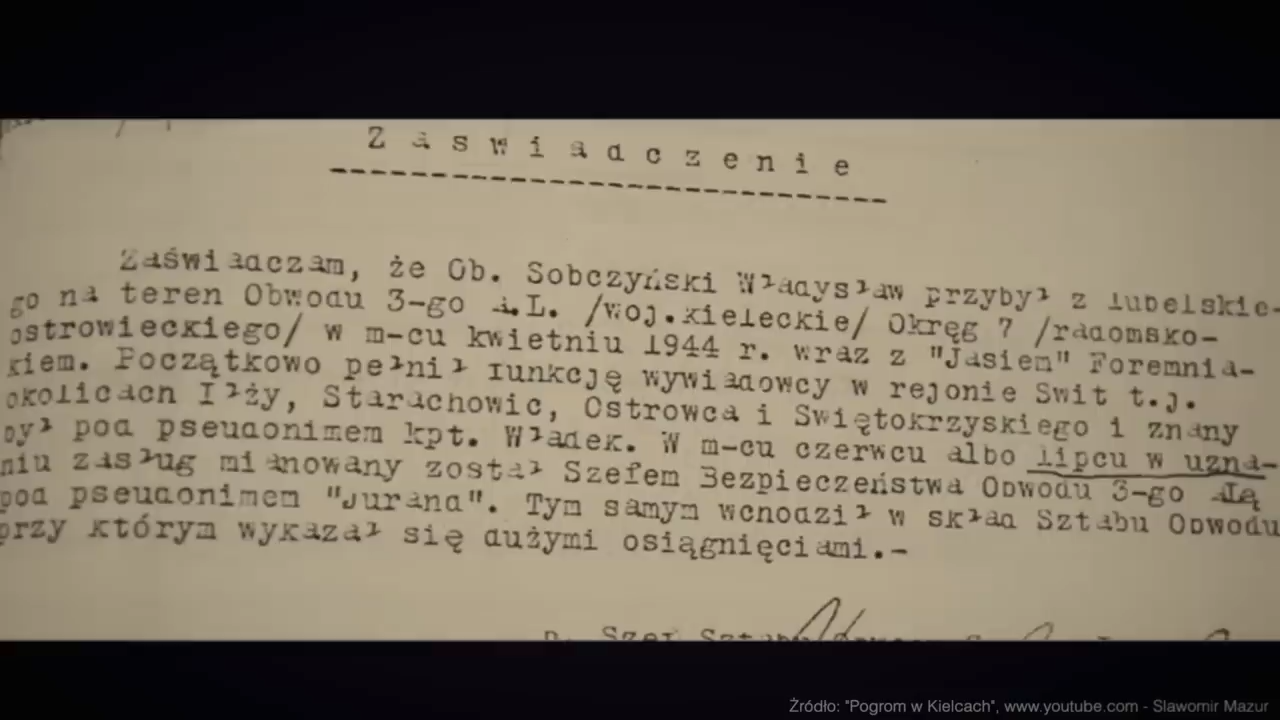 Zaswiadczenie
Zaświadczam, że Ob. Sobczyński Władysław przybył z lubelskie-
go na teren Obwodu 3-go A.L. /woj.kieleckie/ Okręg 7 /radomsko-
ostrowieckiego/ w m-cu kwietniu 1944 r. wraz z "Jasiem" Foremnia-
kiem. Początkowo pełnił funkcję wywiadowcy w rejonie Swit t.j.
okolicach Iłży, Starachowic, Ostrowca i Swiętokrzyskiego i znany
był pod pseudonimem kpt. Władek. W m-cu czerwcu albo lipcu w uzna-
niu zasług mianowany został Szefem Bezpieczeństwa Obwodu 3-go
pod pseudonimem "Jurand". Tym samym wchodził w skład Sztabu Obwodu
przy którym wykazał się dużymi osiągnięciami.-
Szef Sztabu
Źródło: "Pogrom w Kielcach", www.youtube.com - Slawomir Mazur